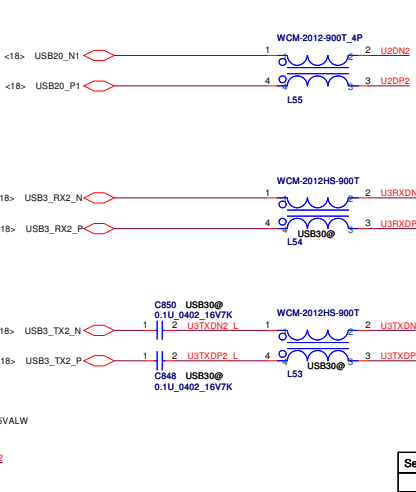 WCM-2012-900T_4P
<18> USB20_N1 1 2 U2DN2
<18> USB20_P1 4 3 U2DP2
L55
WCM-2012HS-900T
18> USB3_RX2_N 1 2 U3RXDN
18> USB3_RX2_P 4 3 U3RXDP
USB30@
L54
C850 USB30@
0.1U_0402_16V7K
WCM-2012HS-900T
18> USB3_TX2_N 1 2 U3TXDN2_L 1 2 U3TXDN
18> USB3_TX2_P 1 2 U3TXDP2_L 4 3 U3TXDP
USB30@
C848 USB30@
L53
0.1U_0402_16V7K
VALW
Se